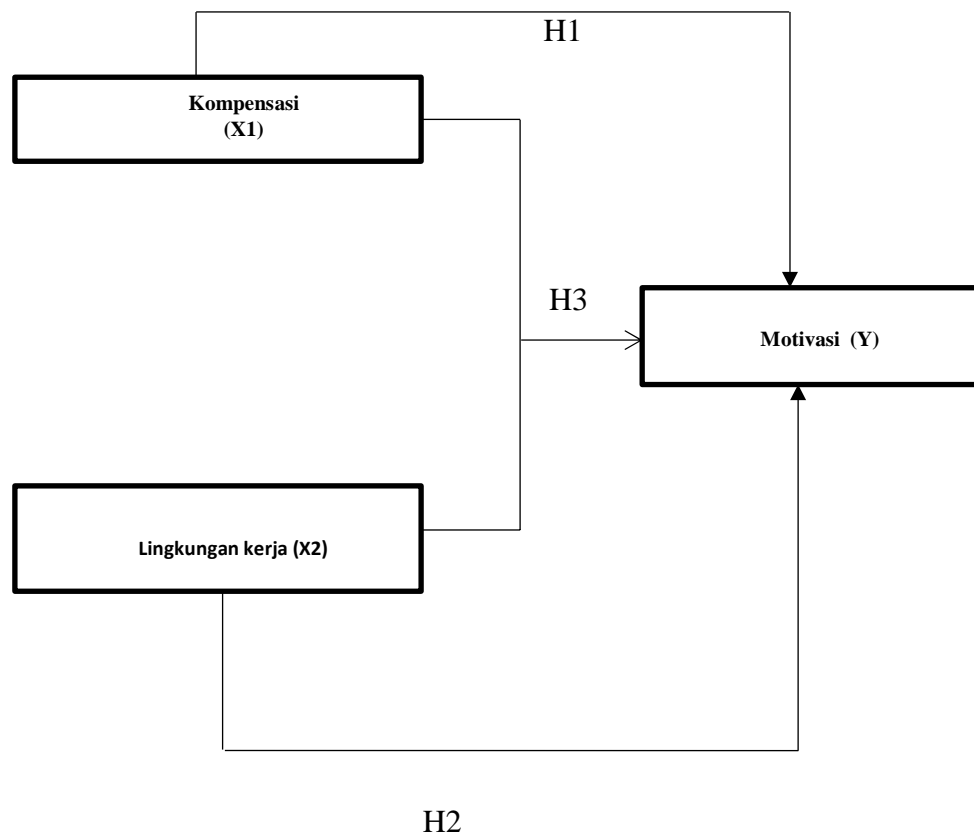 H1
Kompensasi
(X1)
H3
Motivasi (Y)
Lingkungan kerja (X2)
H2